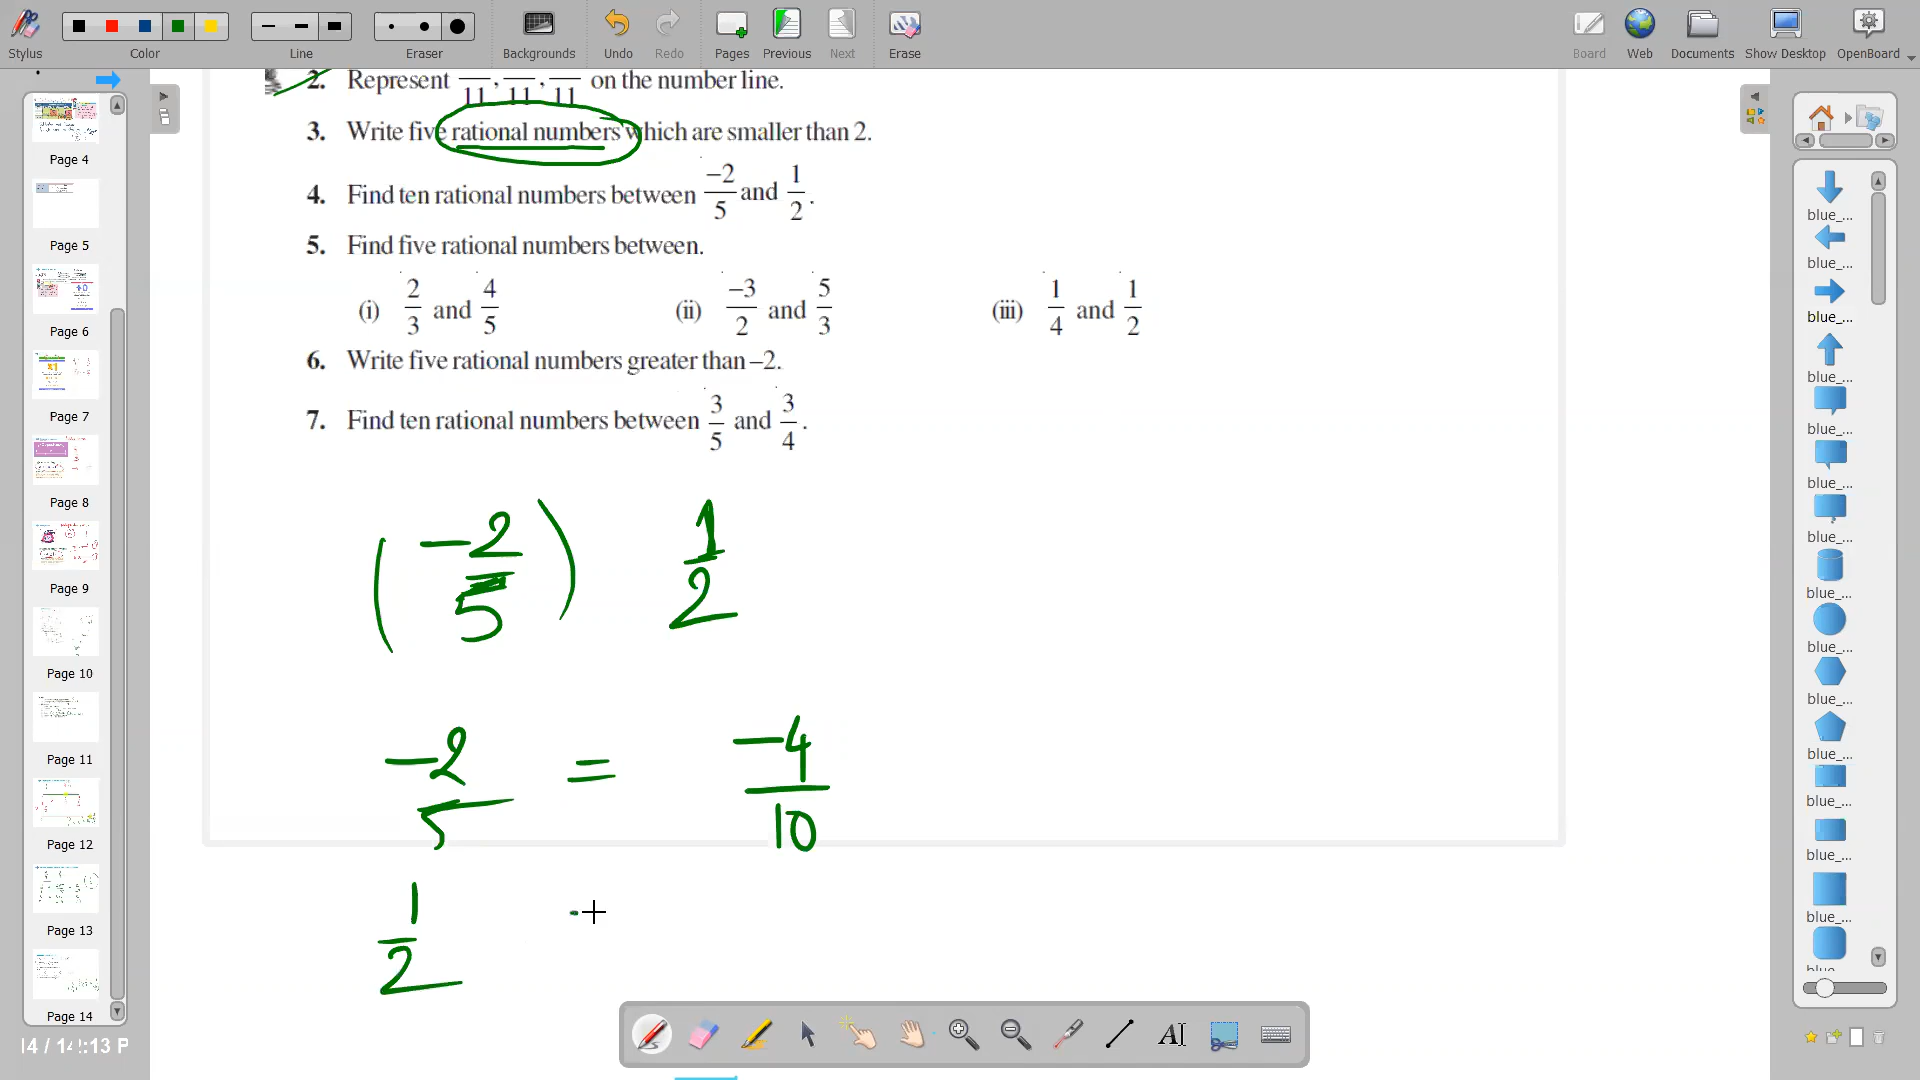 Stylus Color Line Eraser Backgrounds Undo Redo Pages Previous Next Erase Board Web Documents Show Desktop OpenBoard
Page 4
Page 5
Page 6
Page 7
Page 8
Page 9
Page 10
Page 11
Page 12
Page 13
Page 14
2. Represent /11, /11, /11 on the number line.
3. Write five rational numbers which are smaller than 2.
4. Find ten rational numbers between -2/5 and 1/2.
5. Find five rational numbers between.
(i) 2/3 and 4/5 (ii) -3/2 and 5/3 (iii) 1/4 and 1/2
6. Write five rational numbers greater than –2.
7. Find ten rational numbers between 3/5 and 3/4.
(-2/5) 1/2
-2/5 = -4/10
1/2
blue_...
blue_...
blue_...
blue_...
blue_...
blue_...
blue_...
blue_...
blue_...
blue_...
blue_...
blue_...
blue_...
blue_...